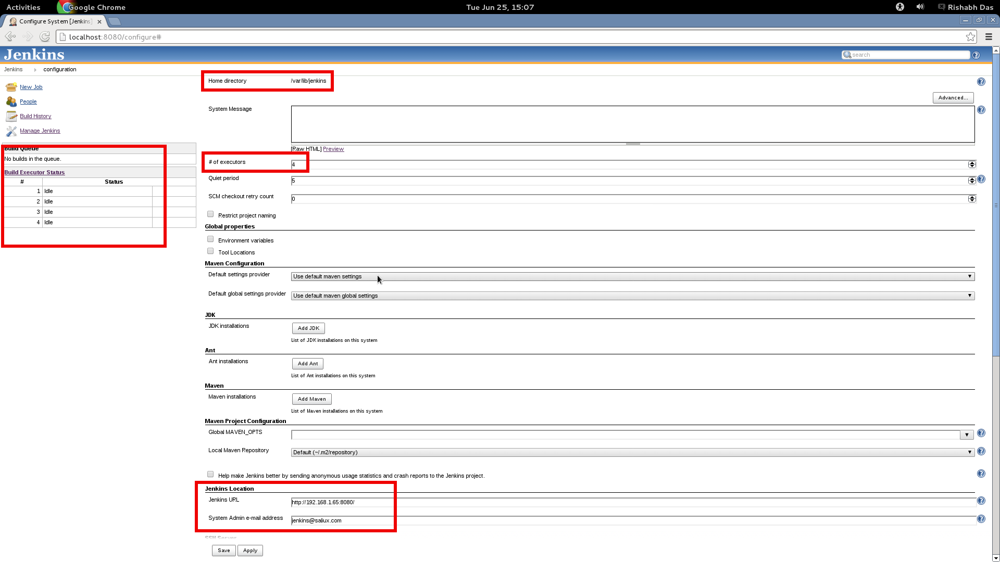 Activities Google Chrome Tue Jun 25, 15:07 Rishabh Das
Configure System [Jenkins]
localhost:8080/configure#
Jenkins search
Jenkins configuration
New Job
People
Build History
Manage Jenkins
Build Queue
No builds in the queue.
Build Executor Status
# Status
1 Idle
2 Idle
3 Idle
4 Idle
Home directory /var/lib/jenkins
Advanced...
System Message
[Raw HTML] Preview
# of executors 4
Quiet period 5
SCM checkout retry count 0
Restrict project naming
Global properties
Environment variables
Tool Locations
Maven Configuration
Default settings provider Use default maven settings
Default global settings provider Use default maven global settings
JDK
JDK installations Add JDK
List of JDK installations on this system
Ant
Ant installations Add Ant
List of Ant installations on this system
Maven
Maven installations Add Maven
List of Maven installations on this system
Maven Project Configuration
Global MAVEN_OPTS
Local Maven Repository Default (~/.m2/repository)
Help make Jenkins better by sending anonymous usage statistics and crash reports to the Jenkins project.
Jenkins Location
Jenkins URL http://192.168.1.65:8080/
System Admin e-mail address jenkins@saliux.com
SSH Server
Save Apply